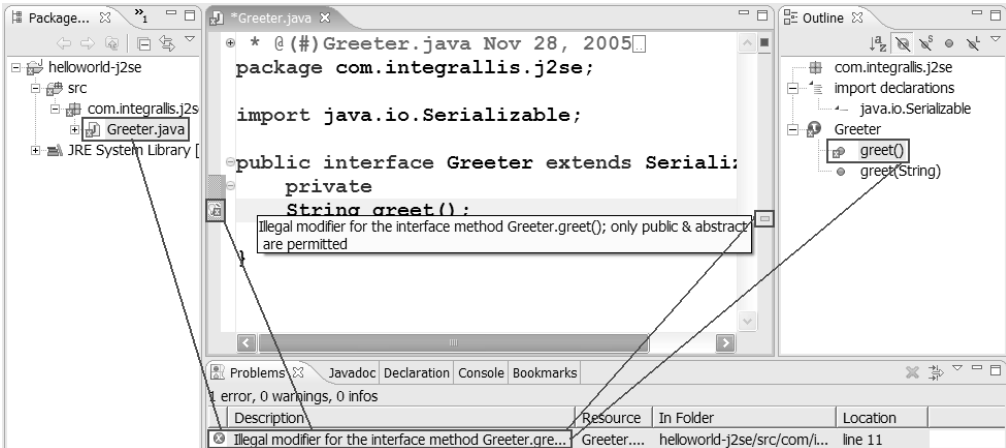 Package...
»1
helloworld-j2se
src
com.integrallis.j2s
Greeter.java
JRE System Library [
*Greeter.java
* @(#)Greeter.java Nov 28, 2005
package com.integrallis.j2se;
import java.io.Serializable;
public interface Greeter extends Seriali
private
String greet();
Illegal modifier for the interface method Greeter.greet(); only public & abstract
are permitted
}
Outline
com.integrallis.j2se
import declarations
java.io.Serializable
Greeter
greet()
greet(String)
Problems Javadoc Declaration Console Bookmarks
1 error, 0 warnings, 0 infos
Description Resource In Folder Location
Illegal modifier for the interface method Greeter.gre... Greeter.... helloworld-j2se/src/com/i... line 11